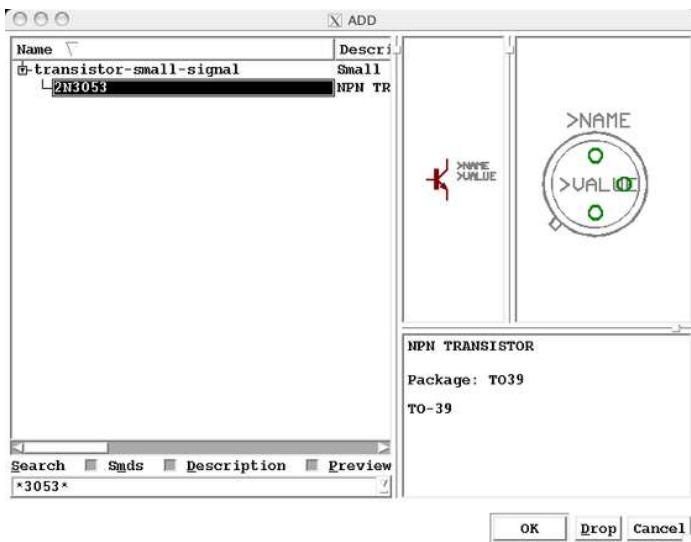 X ADD
Name Descri
transistor-small-signal Small
2N3053 NPN TR
>NAME
>VALUE
>NAME
>VALUE
NPN TRANSISTOR
Package: TO39
TO-39
Search Smds Description Preview
*3053*
OK Drop Cancel